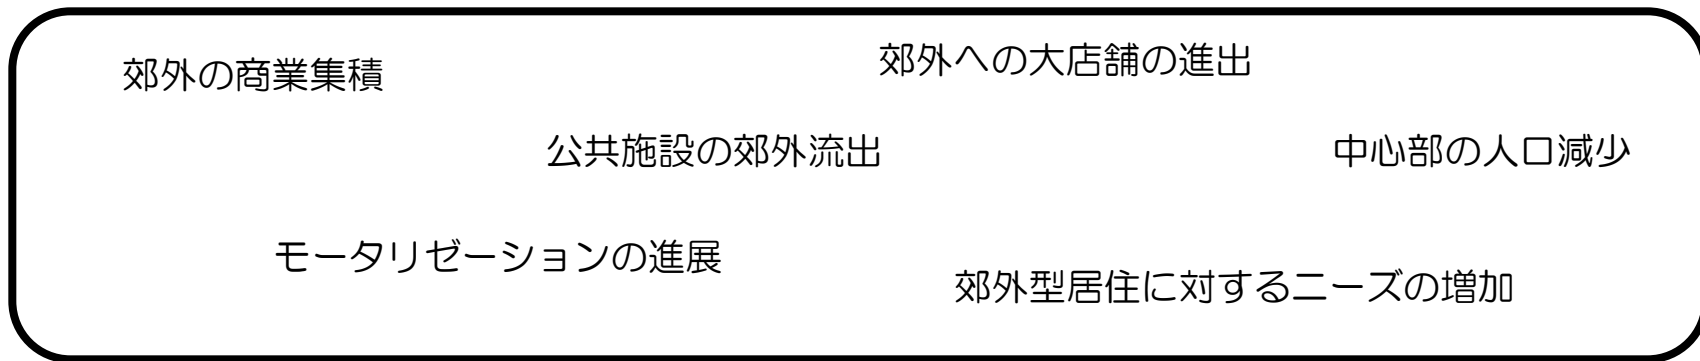 郊外の商業集積
郊外への大店舗の進出
公共施設の郊外流出
中心部の人口減少
モータリゼーションの進展
郊外型居住に対するニーズの増加